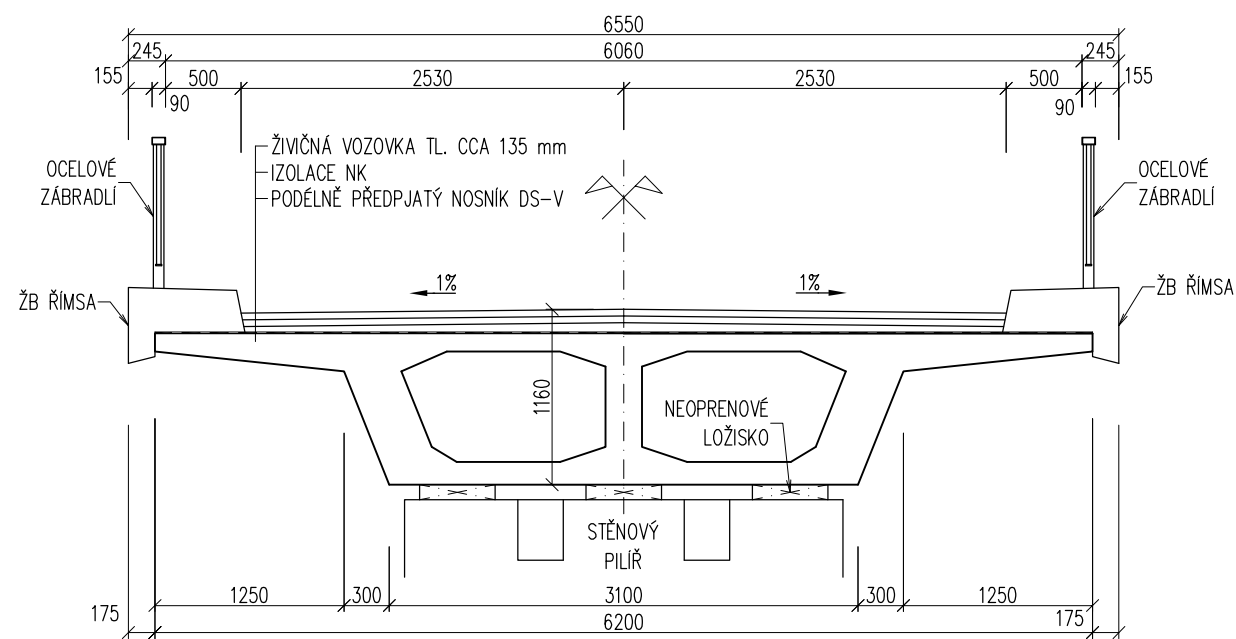 6550
245 6060 245
155 500 2530 2530 500 155
90 90
ŽIVIČNÁ VOZOVKA TL. CCA 135 mm
IZOLACE NK
PODÉLNĚ PŘEDPJATÝ NOSNÍK DS-V
OCELOVÉ
ZÁBRADLÍ
OCELOVÉ
ZÁBRADLÍ
1% 1%
ŽB ŘÍMSA
ŽB ŘÍMSA
1160
NEOPRENOVÉ
LOŽISKO
STĚNOVÝ
PILÍŘ
1250 300 3100 300 1250
175 6200 175